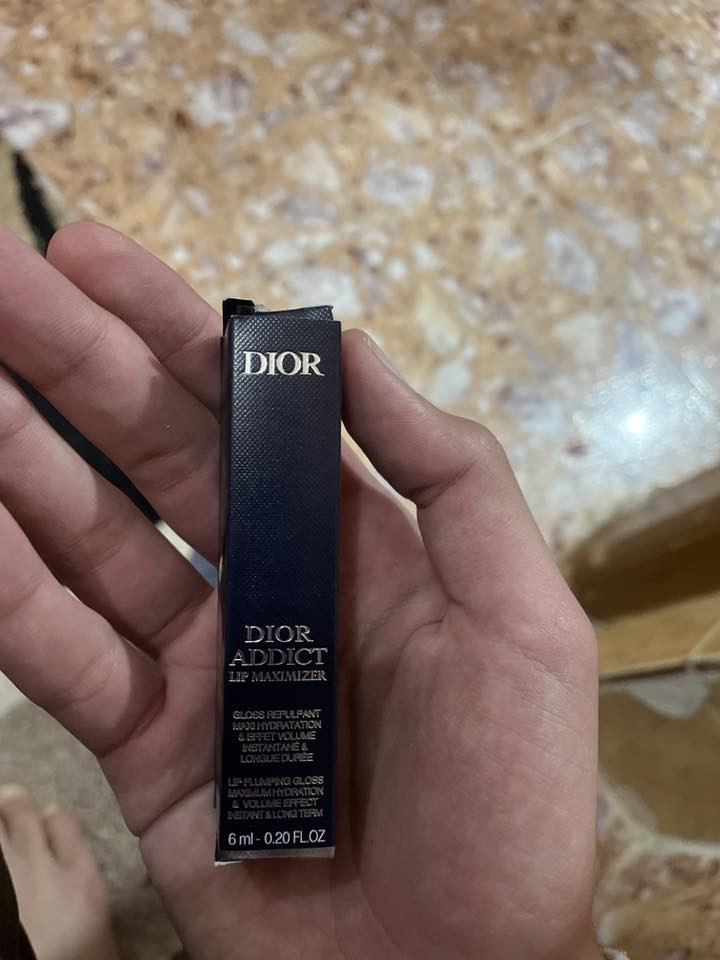 DIOR
DIOR
ADDICT
LIP MAXIMIZER
GLOSS REPULPANT
MAXI HYDRATATION
& EFFET VOLUME
INSTANTANÉ &
LONGUE DURÉE
LIP PLUMPING GLOSS
MAXIMUM HYDRATION
& VOLUME EFFECT
INSTANT & LONG TERM
6 ml - 0.20 FL.OZ